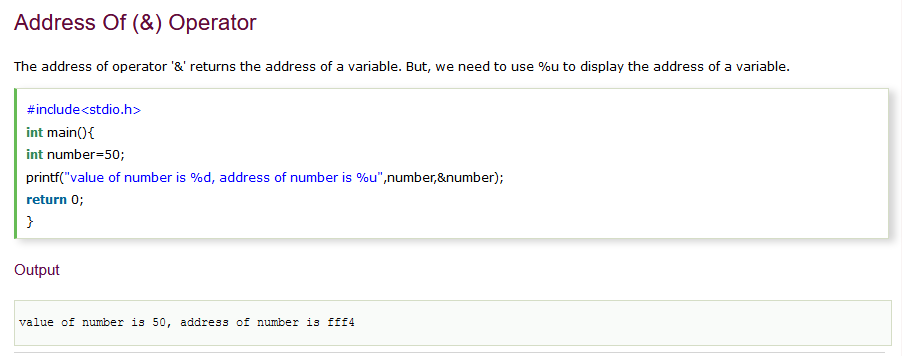 Address Of (&) Operator
The address of operator '&' returns the address of a variable. But, we need to use %u to display the address of a variable.
#include<stdio.h>
int main(){
int number=50;
printf("value of number is %d, address of number is %u",number,&number);
return 0;
}
Output
value of number is 50, address of number is fff4